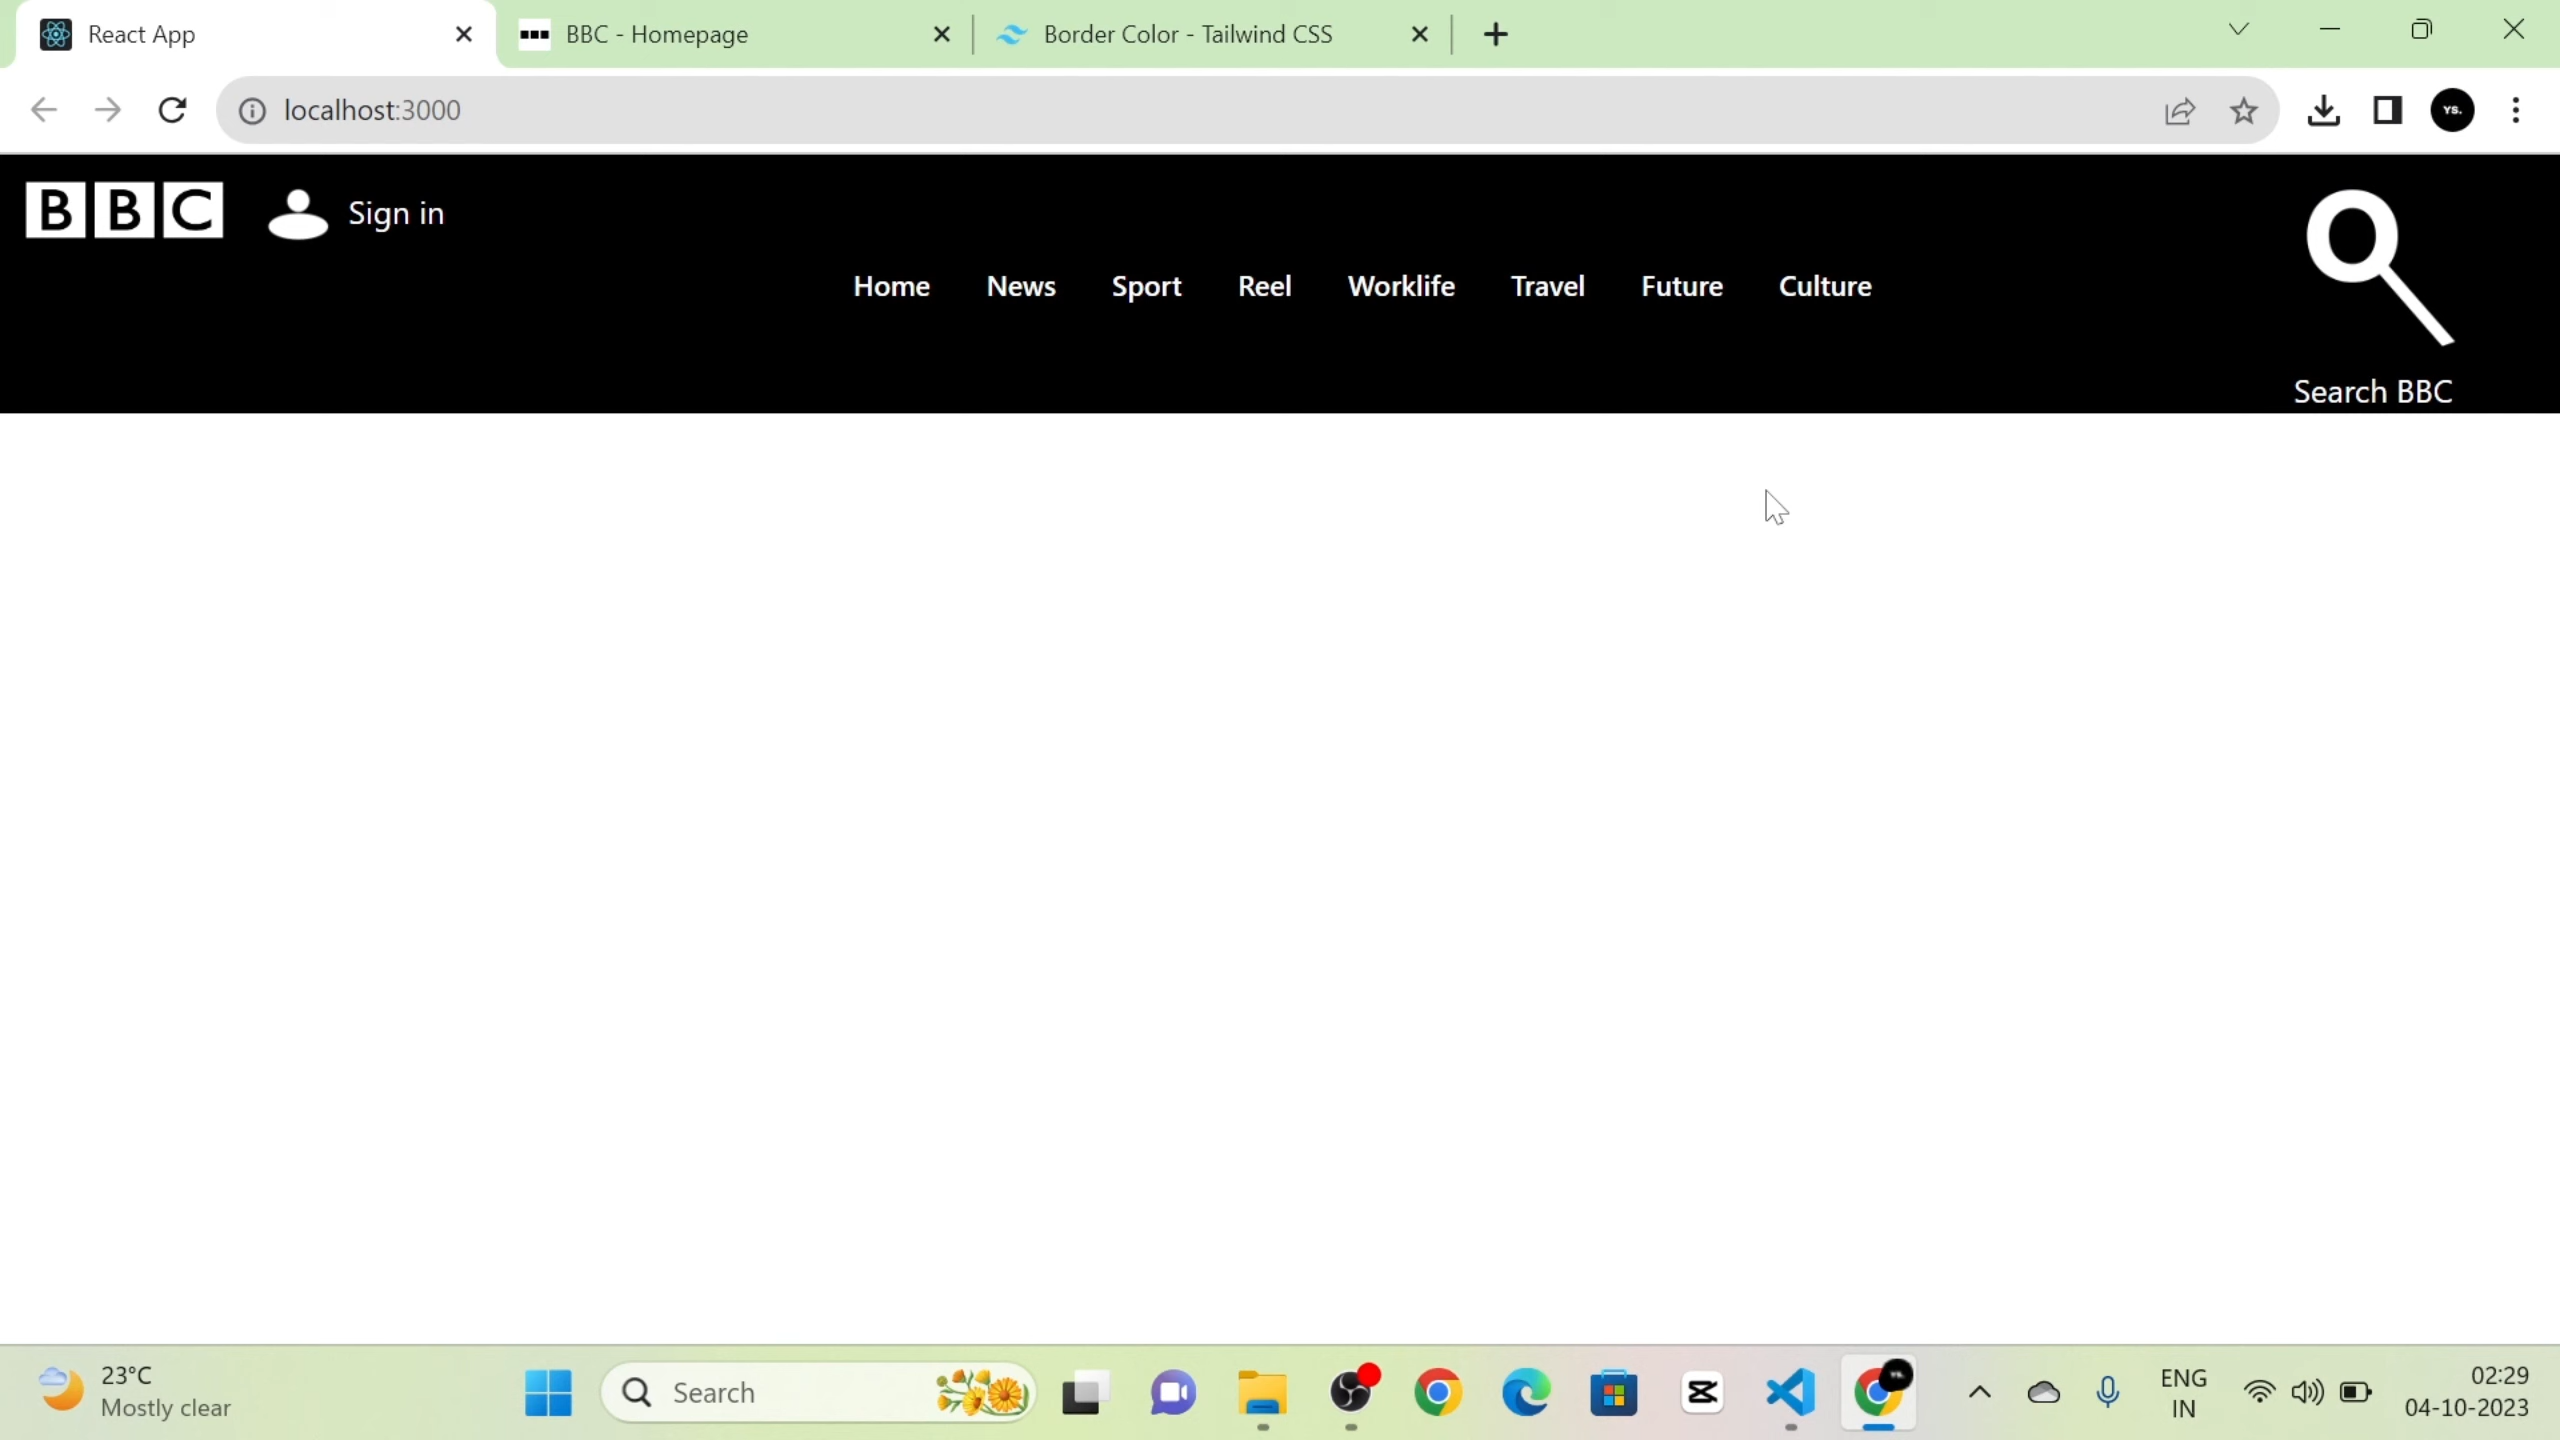 React App
BBC - Homepage
Border Color - Tailwind CSS
localhost:3000
YS.
BBC
Sign in
Home News Sport Reel Worklife Travel Future Culture
Search BBC
23°C
Mostly clear
Search
ENG
IN
02:29
04-10-2023